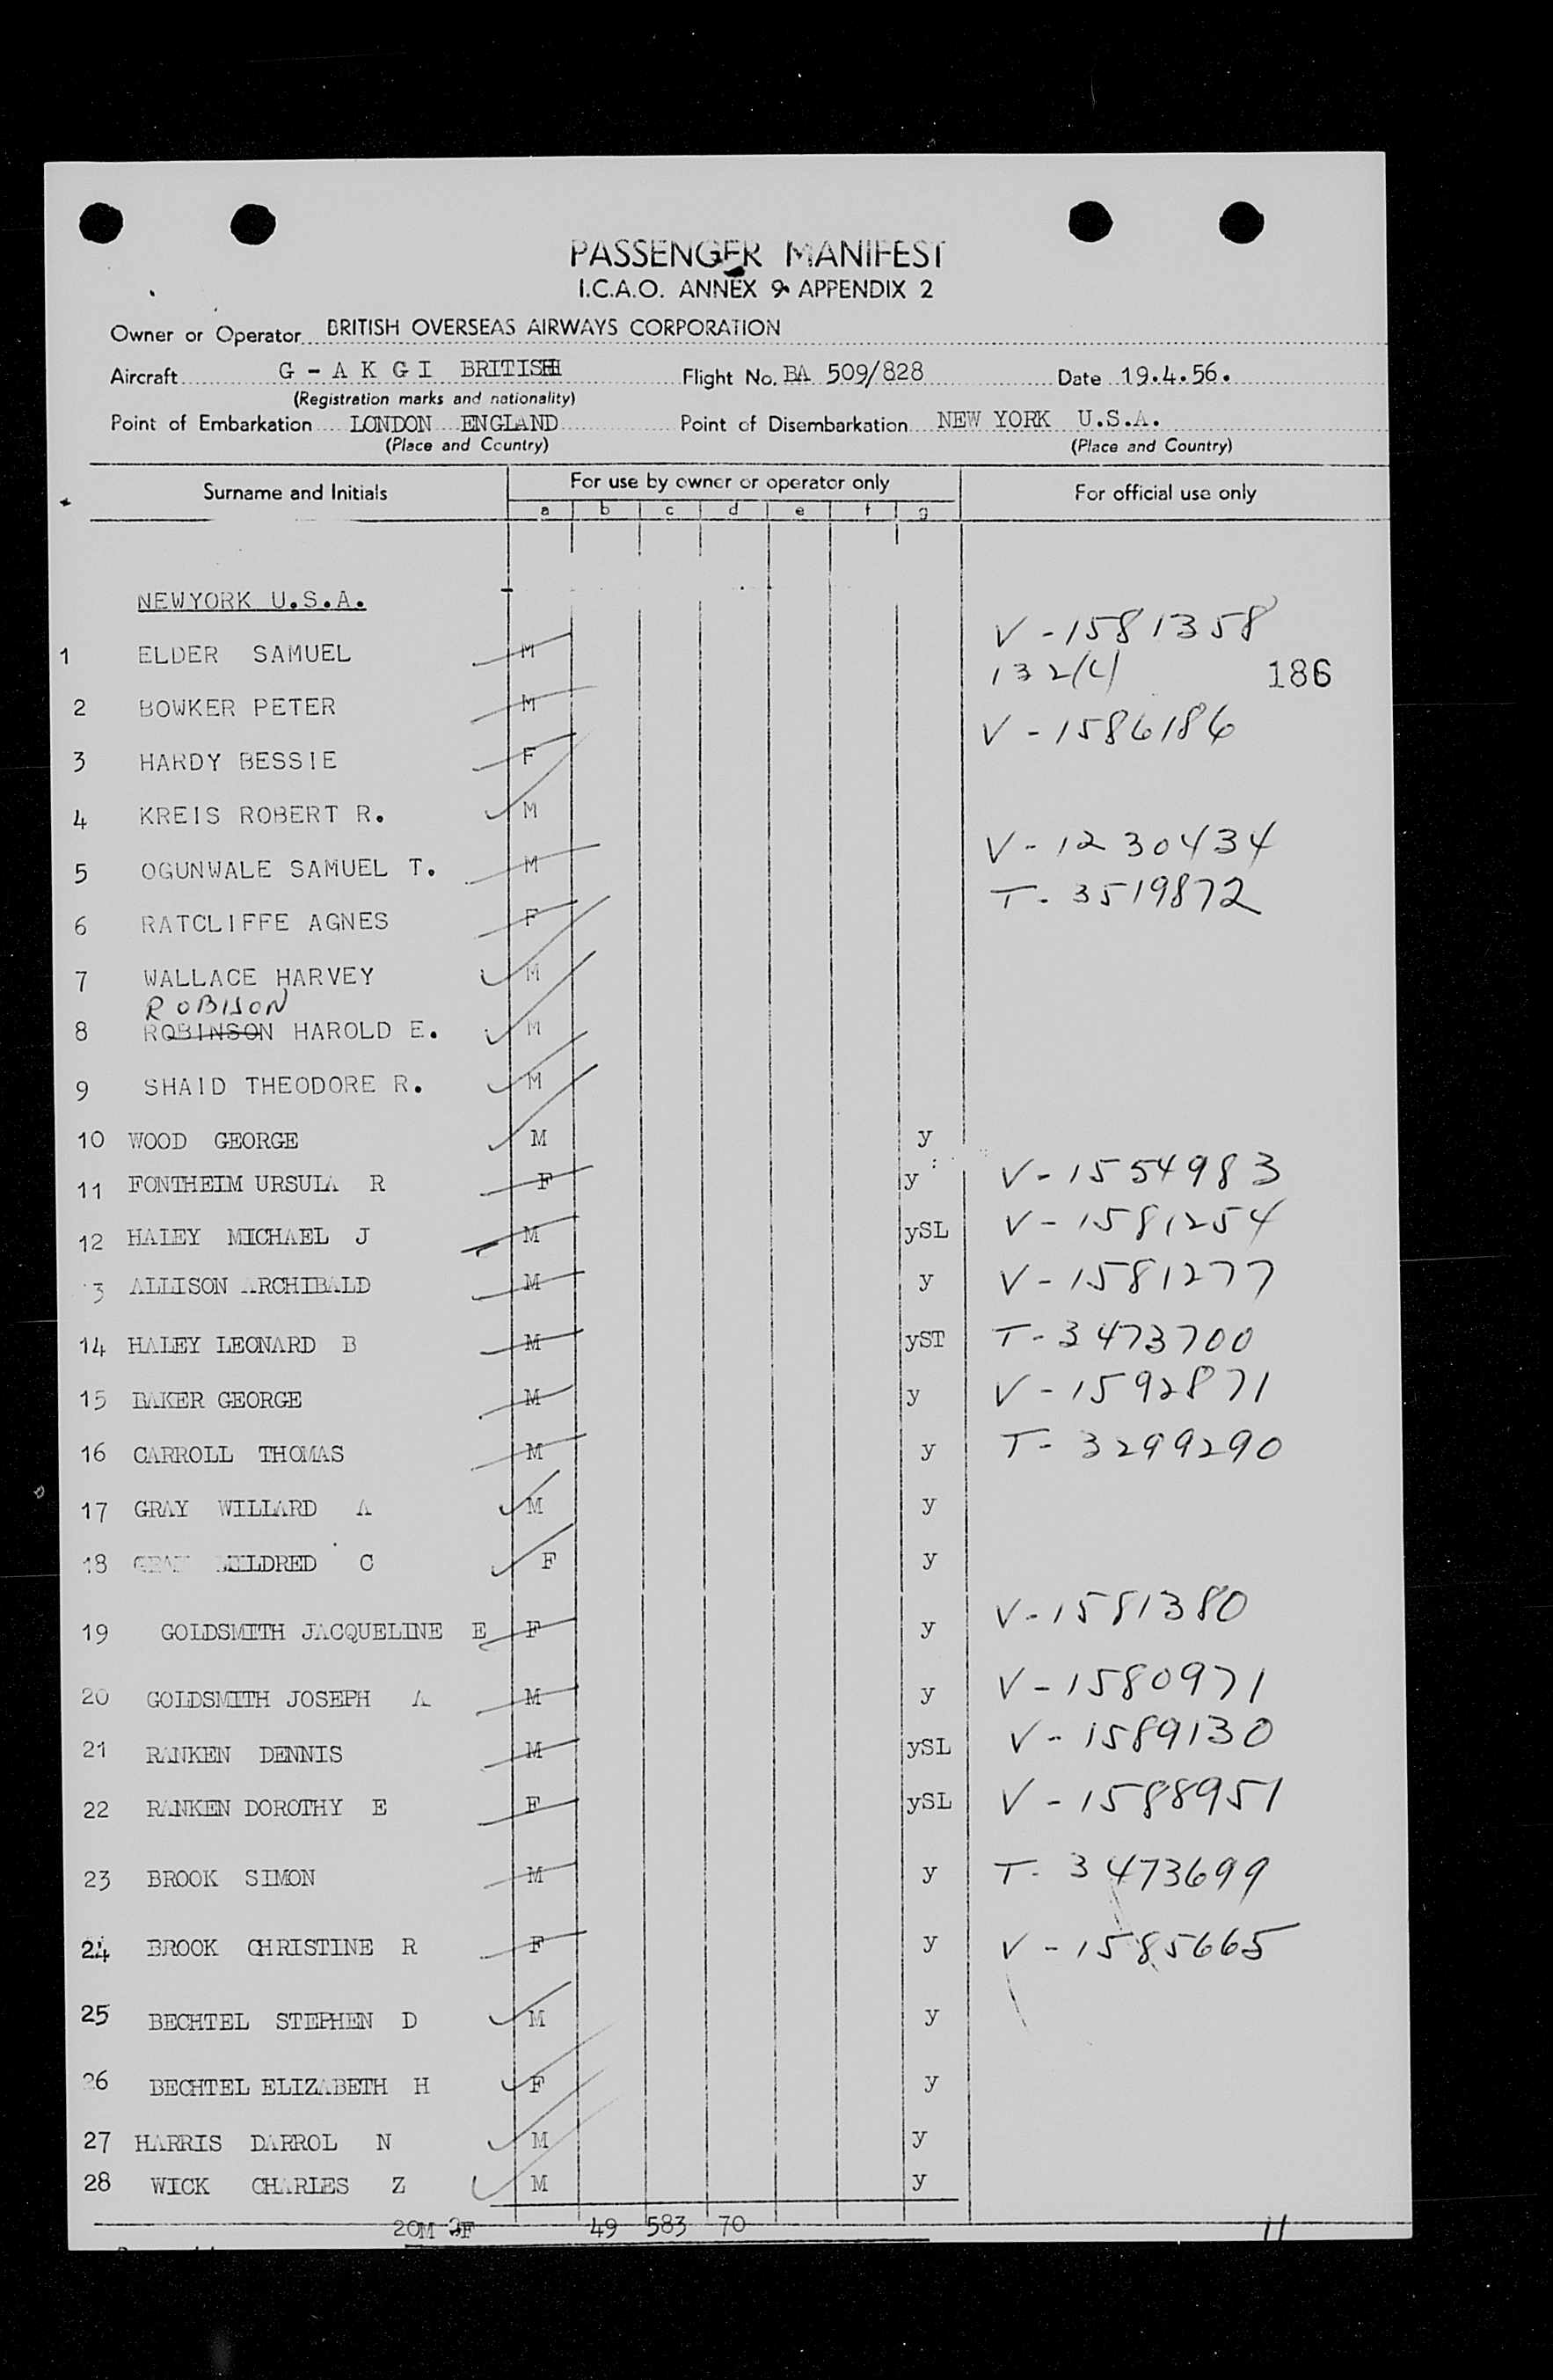 PASSENGER MANIFEST
I.C.A.O. ANNEX 9 APPENDIX 2
Owner or Operator BRITISH OVERSEAS AIRWAYS CORPORATION
Aircraft G - A K G I BRITISH Flight No. BA 509/828 Date 19.4.56.
(Registration marks and nationality)
Point of Embarkation LONDON ENGLAND Point of Disembarkation NEW YORK U.S.A.
(Place and Country) (Place and Country)
Surname and Initials For use by owner or operator only For official use only
a b c d e f g
NEWYORK U.S.A.
1 ELDER SAMUEL M V - 1581358
132(c) 186
2 BOWKER PETER M
V - 1586186
3 HARDY BESSIE F
4 KREIS ROBERT R. M
5 OGUNWALE SAMUEL T. M V - 1230434
6 RATCLIFFE AGNES F T - 3519872
7 WALLACE HARVEY M
ROBISON
8 ROBINSON HAROLD E. M
9 SHAID THEODORE R. M
10 WOOD GEORGE M y
11 FONTHEIM URSULA R F y V - 1554983
12 HALEY MICHAEL J M ySL V - 1581254
13 ALLISON ARCHIBALD M y V - 1581277
14 HALEY LEONARD B M yST T - 3473700
15 BAKER GEORGE M y V - 1592871
16 CARROLL THOMAS M y T - 3299290
17 GRAY WILLARD A M y
18 GRAY MILDRED C F y
19 GOLDSMITH JACQUELINE E F y V - 1581380
20 GOLDSMITH JOSEPH A M y V - 1580971
21 RANKEN DENNIS M ySL V - 1589130
22 RANKEN DOROTHY E F ySL V - 1588951
23 BROOK SIMON M y T - 3473699
24 BROOK CHRISTINE R F y V - 1585665
25 BECHTEL STEPHEN D M y
26 BECHTEL ELIZABETH H F y
27 HARRIS DARROL N M y
28 WICK CHARLES Z M y
20M F 49 583 70 11